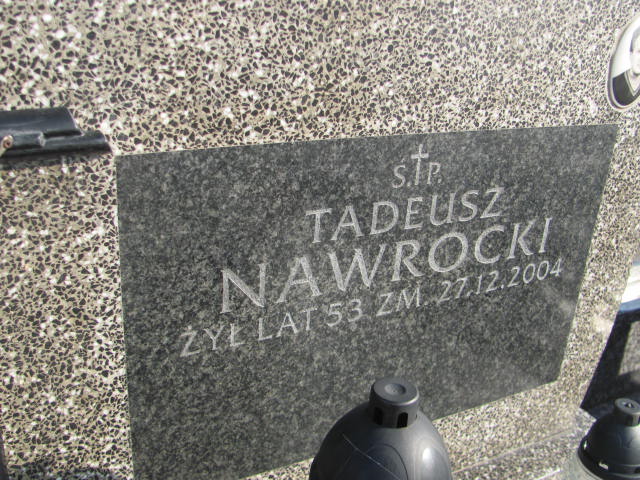 Ś.†P.
TADEUSZ
NAWROCKI
ŻYŁ LAT 53 ZM. 27.12.2004